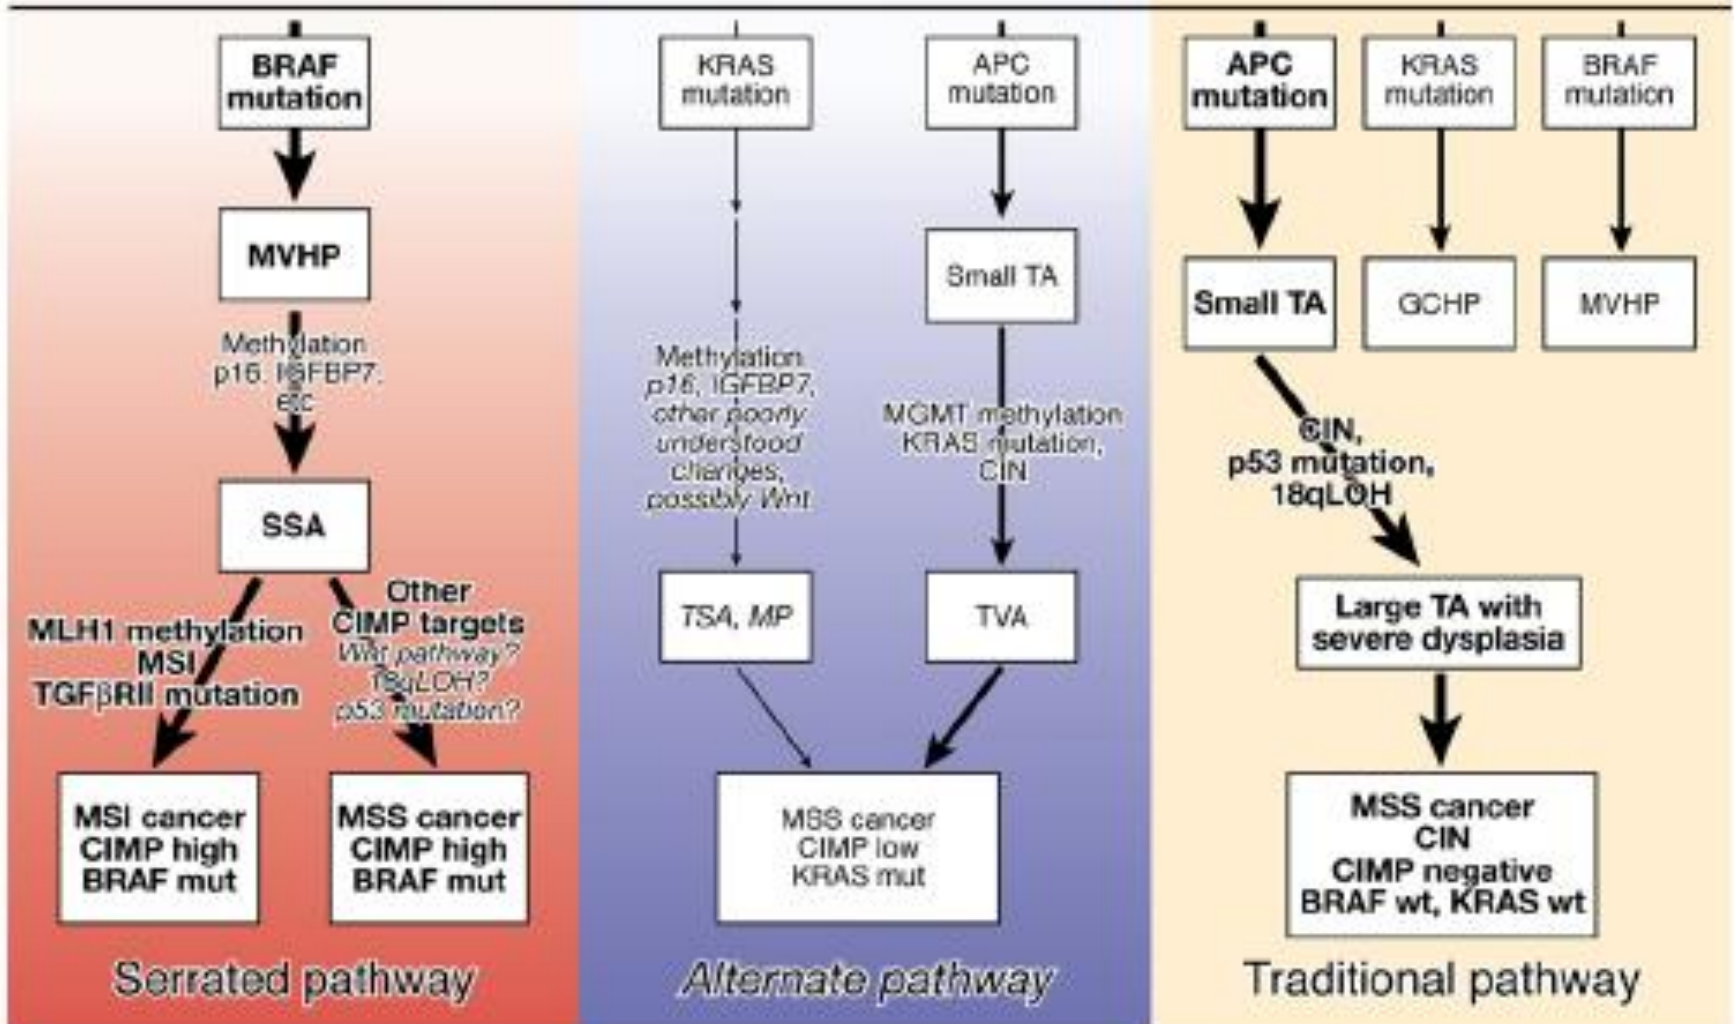 BRAF
mutation
MVHP
Methylation
p16, IGFBP7,
etc
SSA
MLH1 methylation
MSI
TGFβRII mutation
Other
CIMP targets
Wnt pathway?
18qLOH?
p53 mutation?
MSI cancer
CIMP high
BRAF mut
MSS cancer
CIMP high
BRAF mut
Serrated pathway
KRAS
mutation
Methylation
p16, IGFBP7,
other poorly
understood
changes,
possibly Wnt
TSA, MP
APC
mutation
Small TA
MGMT methylation
KRAS mutation,
CIN
TVA
MSS cancer
CIMP low
KRAS mut
Alternate pathway
APC
mutation
Small TA
KRAS
mutation
GCHP
BRAF
mutation
MVHP
CIN,
p53 mutation,
18qLOH
Large TA with
severe dysplasia
MSS cancer
CIN
CIMP negative
BRAF wt, KRAS wt
Traditional pathway